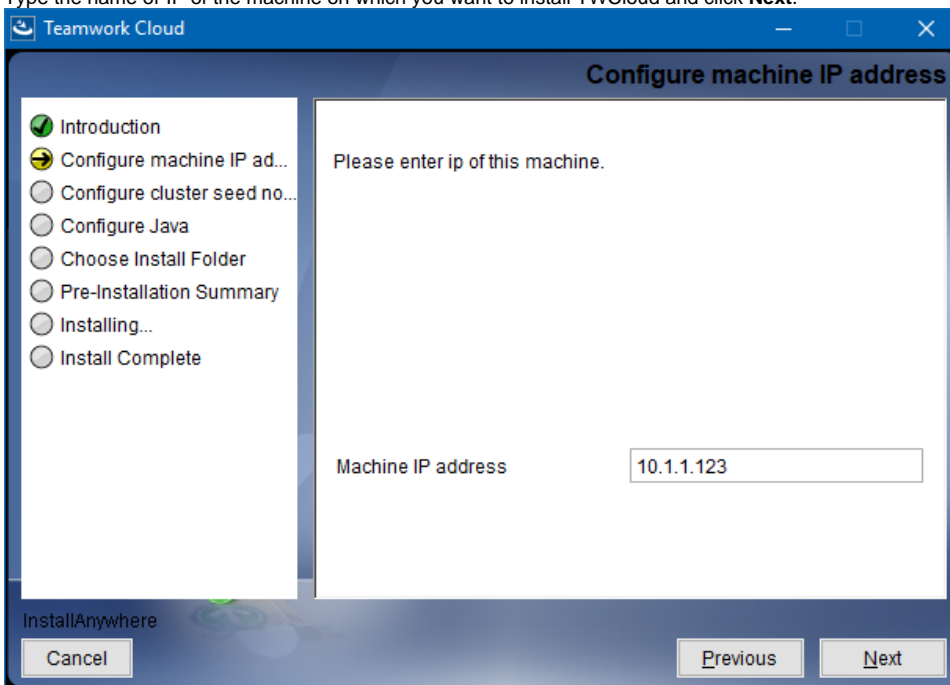 Type the name or IP of the machine on which you want to install TWCloud and click Next.
Teamwork Cloud
Configure machine IP address
Introduction
Configure machine IP ad...
Configure cluster seed no...
Configure Java
Choose Install Folder
Pre-Installation Summary
Installing...
Install Complete
Please enter ip of this machine.
Machine IP address
10.1.1.123
InstallAnywhere
Cancel
Previous
Next